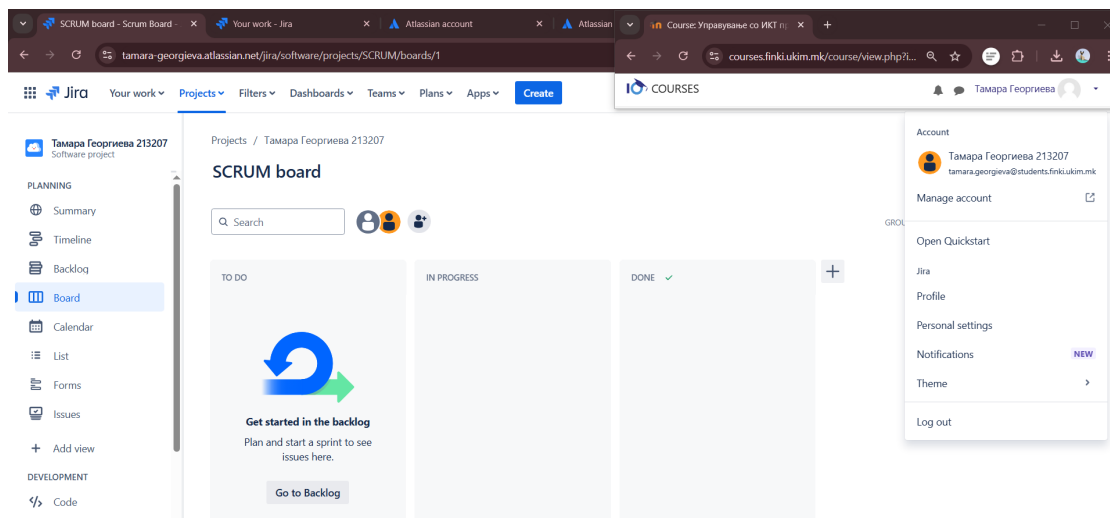 SCRUM board - Scrum Board -
Your work - Jira
Atlassian account
Atlassian
Course: Управување со ИКТ п
tamara-georgieva.atlassian.net/jira/software/projects/SCRUM/boards/1
courses.finki.ukim.mk/course/view.php?i...
Jira
Your work
Projects
Filters
Dashboards
Teams
Plans
Apps
Create
COURSES
Тамара Георгиева
Тамара Георгиева 213207
Software project
PLANNING
Summary
Timeline
Backlog
Board
Calendar
List
Forms
Issues
+ Add view
DEVELOPMENT
Code
Projects / Тамара Георгиева 213207
SCRUM board
Search
GROU
TO DO
IN PROGRESS
DONE
Get started in the backlog
Plan and start a sprint to see
issues here.
Go to Backlog
Account
Тамара Георгиева 213207
tamara.georgieva@students.finki.ukim.mk
Manage account
Open Quickstart
Jira
Profile
Personal settings
Notifications NEW
Theme
Log out